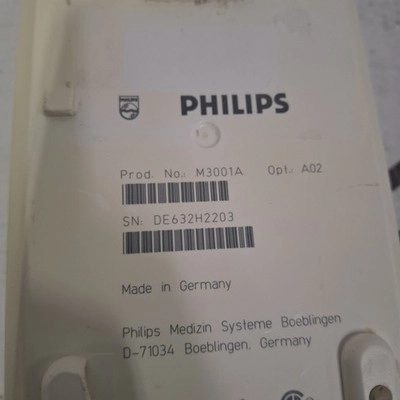 PHILIPS
Prod. No.: M3001A Opt. A02
SN: DE632H2203
Made in Germany
Philips Medizin Systeme Boeblingen
D-71034 Boeblingen, Germany